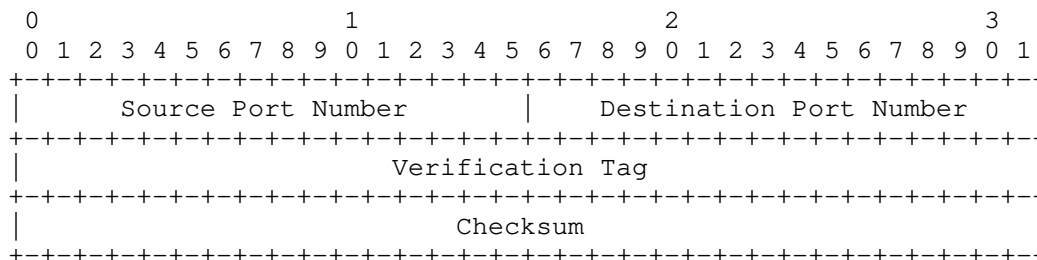 0                   1                   2                   3
0 1 2 3 4 5 6 7 8 9 0 1 2 3 4 5 6 7 8 9 0 1 2 3 4 5 6 7 8 9 0 1
+-+-+-+-+-+-+-+-+-+-+-+-+-+-+-+-+-+-+-+-+-+-+-+-+-+-+-+-+-+-+-+-
|      Source Port Number       |    Destination Port Number
+-+-+-+-+-+-+-+-+-+-+-+-+-+-+-+-+-+-+-+-+-+-+-+-+-+-+-+-+-+-+-+-
|                       Verification Tag
+-+-+-+-+-+-+-+-+-+-+-+-+-+-+-+-+-+-+-+-+-+-+-+-+-+-+-+-+-+-+-+-
|                           Checksum
+-+-+-+-+-+-+-+-+-+-+-+-+-+-+-+-+-+-+-+-+-+-+-+-+-+-+-+-+-+-+-+-